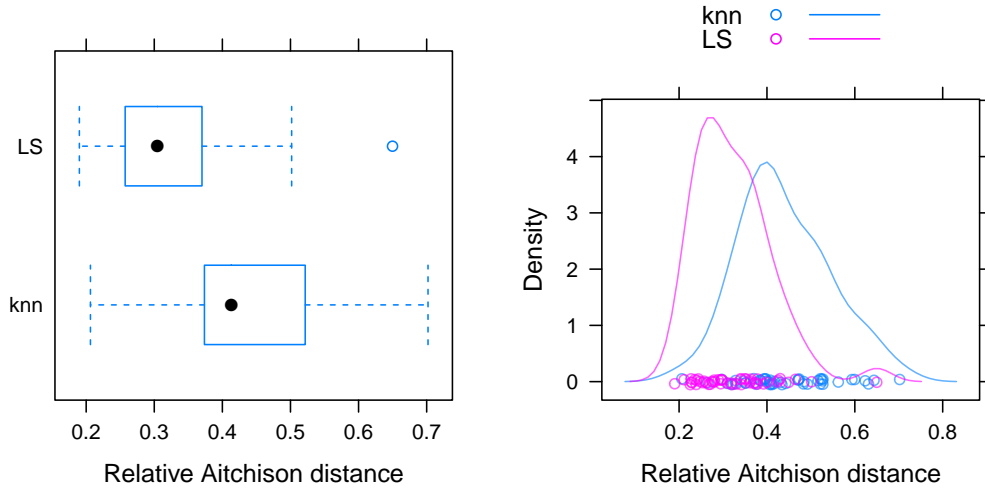 LS
knn
0.2 0.3 0.4 0.5 0.6 0.7
Relative Aitchison distance
knn
LS
Density
4
3
2
1
0
0.2 0.4 0.6 0.8
Relative Aitchison distance